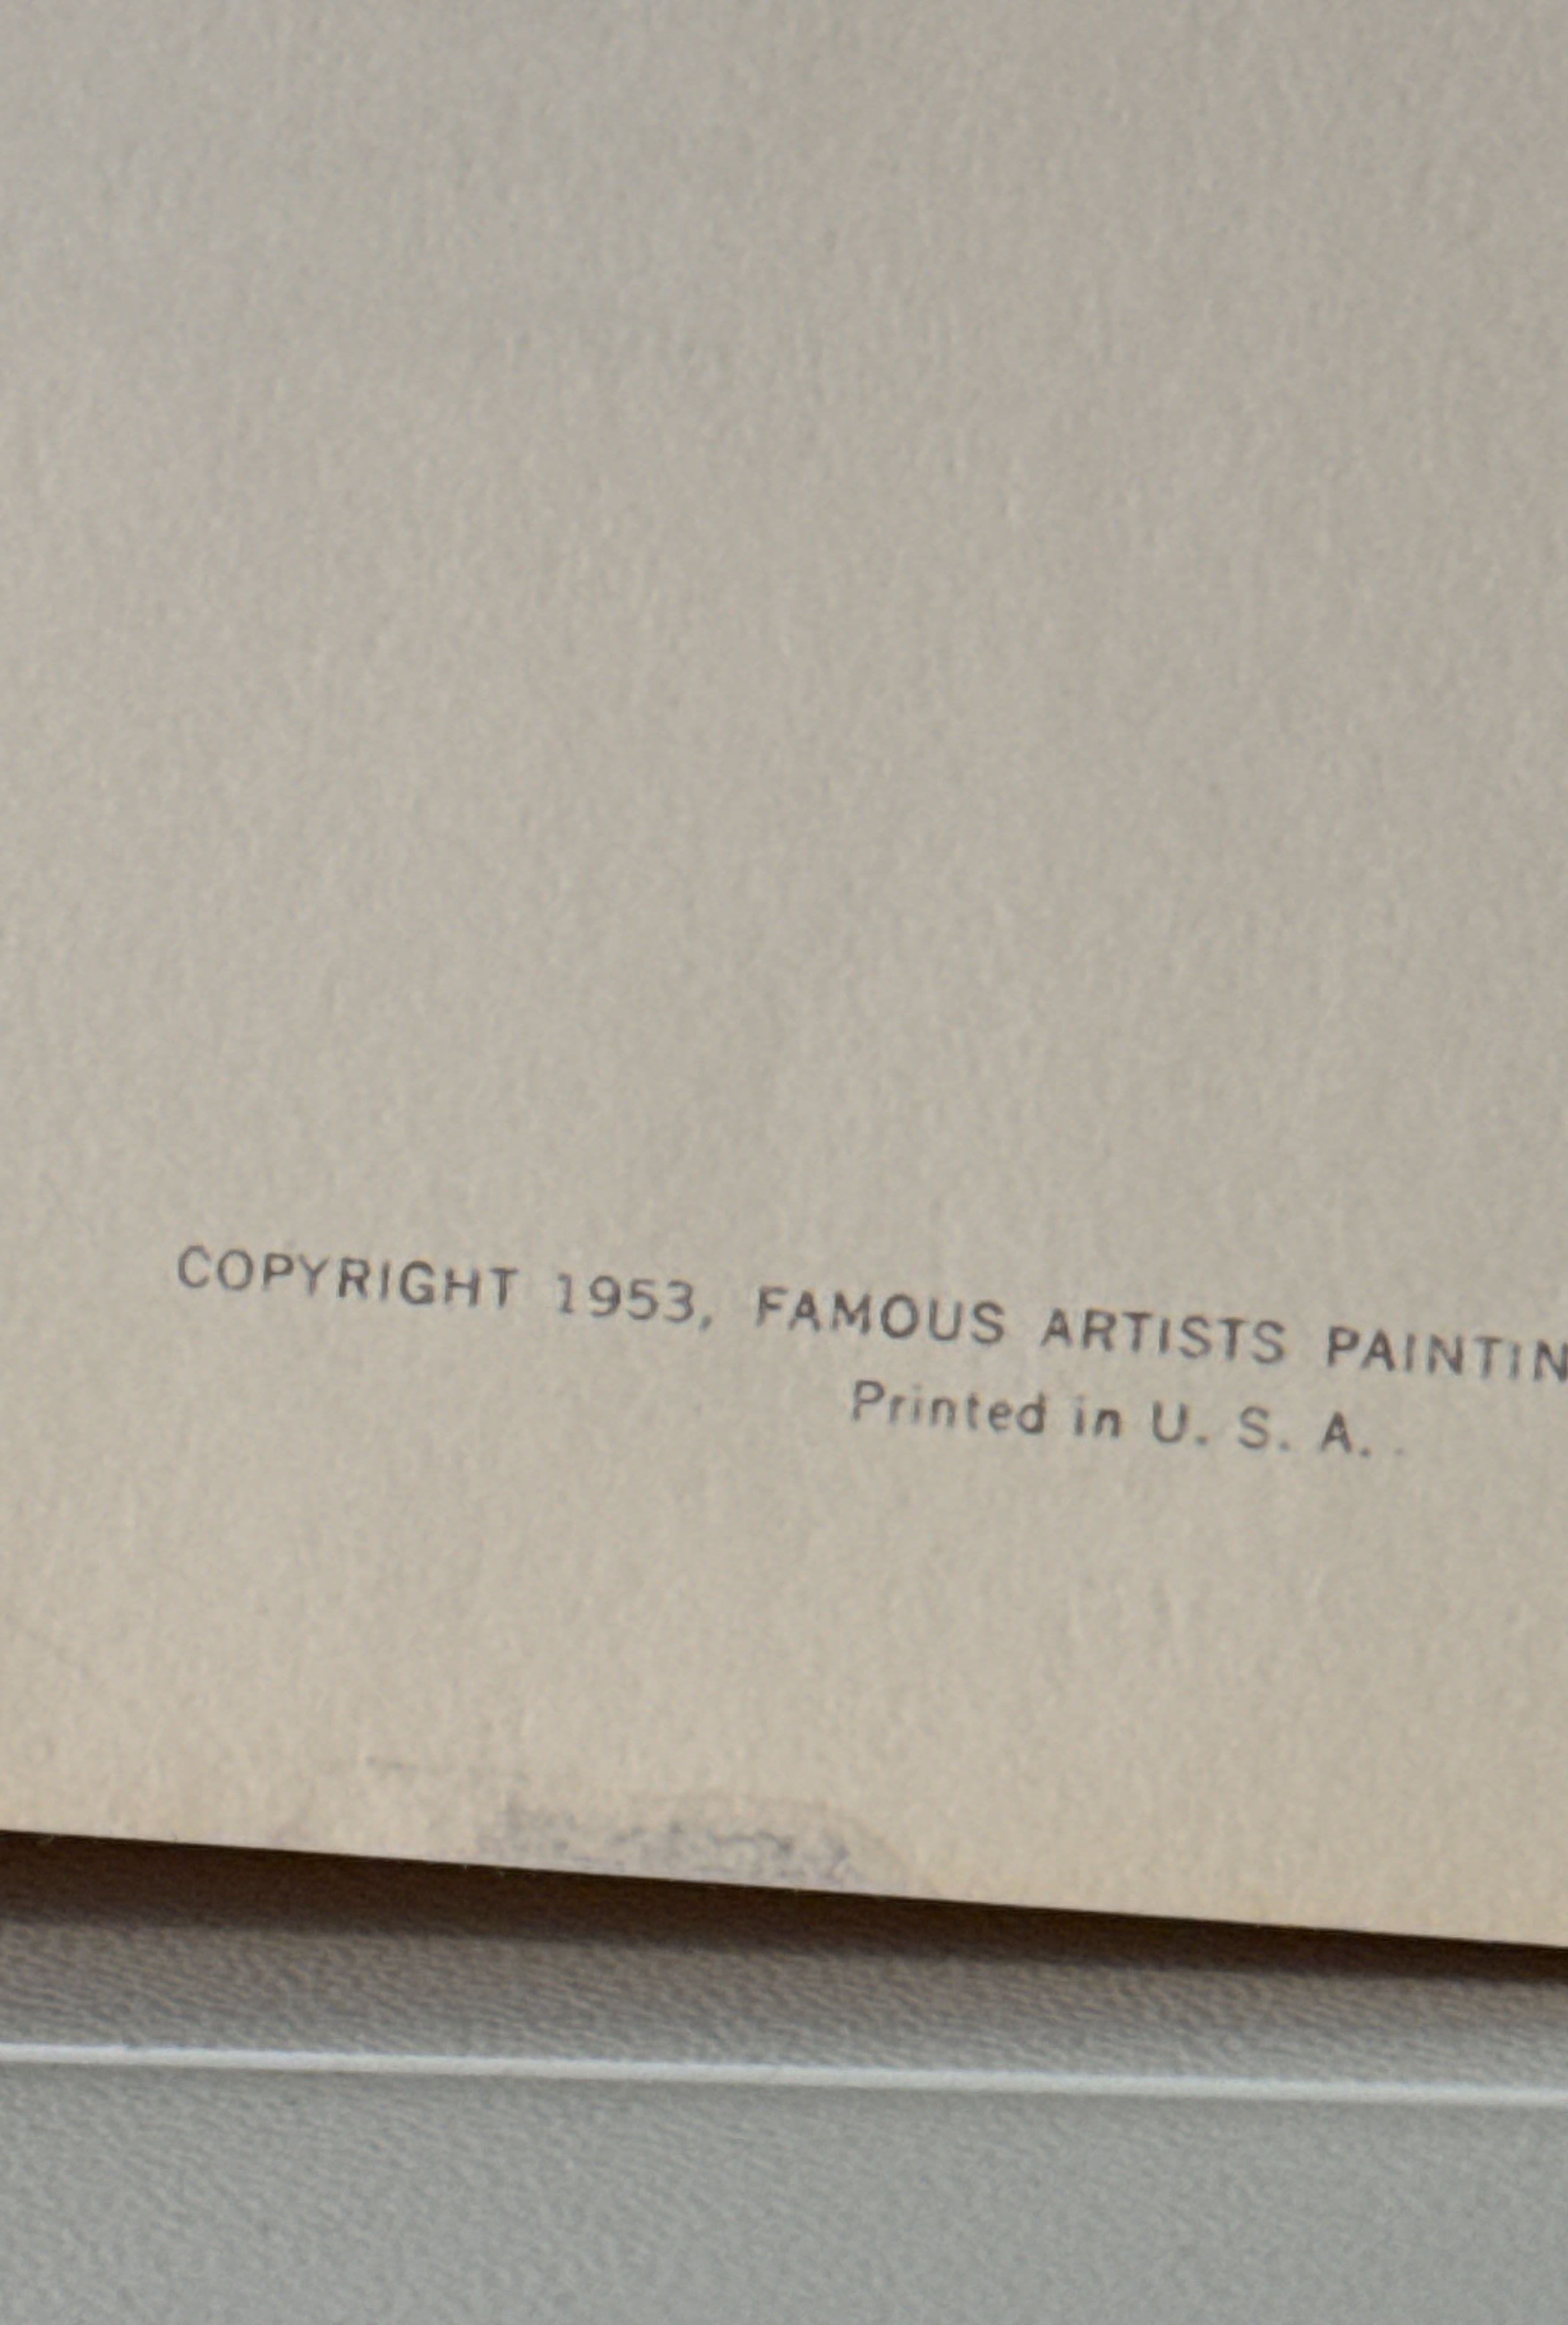 COPYRIGHT 1953, FAMOUS ARTISTS PAINTIN
Printed in U. S. A.